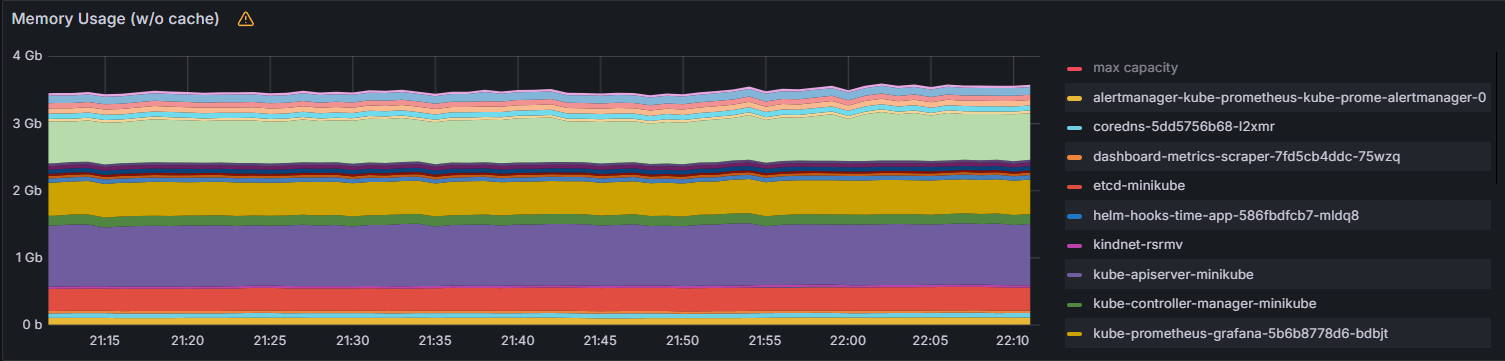 Memory Usage (w/o cache)
4 Gb
3 Gb
2 Gb
1 Gb
0 b
21:15 21:20 21:25 21:30 21:35 21:40 21:45 21:50 21:55 22:00 22:05 22:10
max capacity
alertmanager-kube-prometheus-kube-prome-alertmanager-0
coredns-5dd5756b68-l2xmr
dashboard-metrics-scraper-7fd5cb4ddc-75wzq
etcd-minikube
helm-hooks-time-app-586fbdfcb7-mldq8
kindnet-rsrmv
kube-apiserver-minikube
kube-controller-manager-minikube
kube-prometheus-grafana-5b6b8778d6-bdbjt